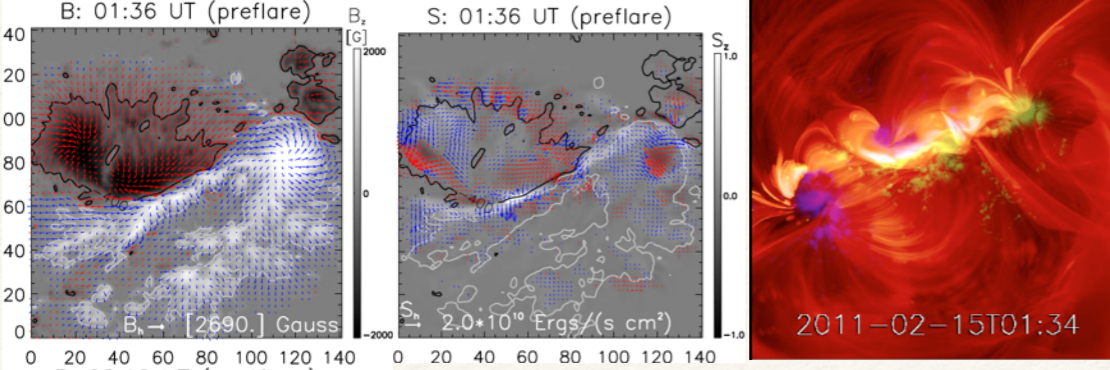 B: 01:36 UT (preflare)
B_z
[G]
2000
0
−2000
40
20
00
80
60
40
20
0
400
B_h → [2690.] Gauss
0 20 40 60 80 100 120 140
S: 01:36 UT (preflare)
S_z
1.0
0.0
−1.0
400
S_h → 2.0*10^10 Ergs/(s cm²)
0 20 40 60 80 100 120 140
2011−02−15T01:34